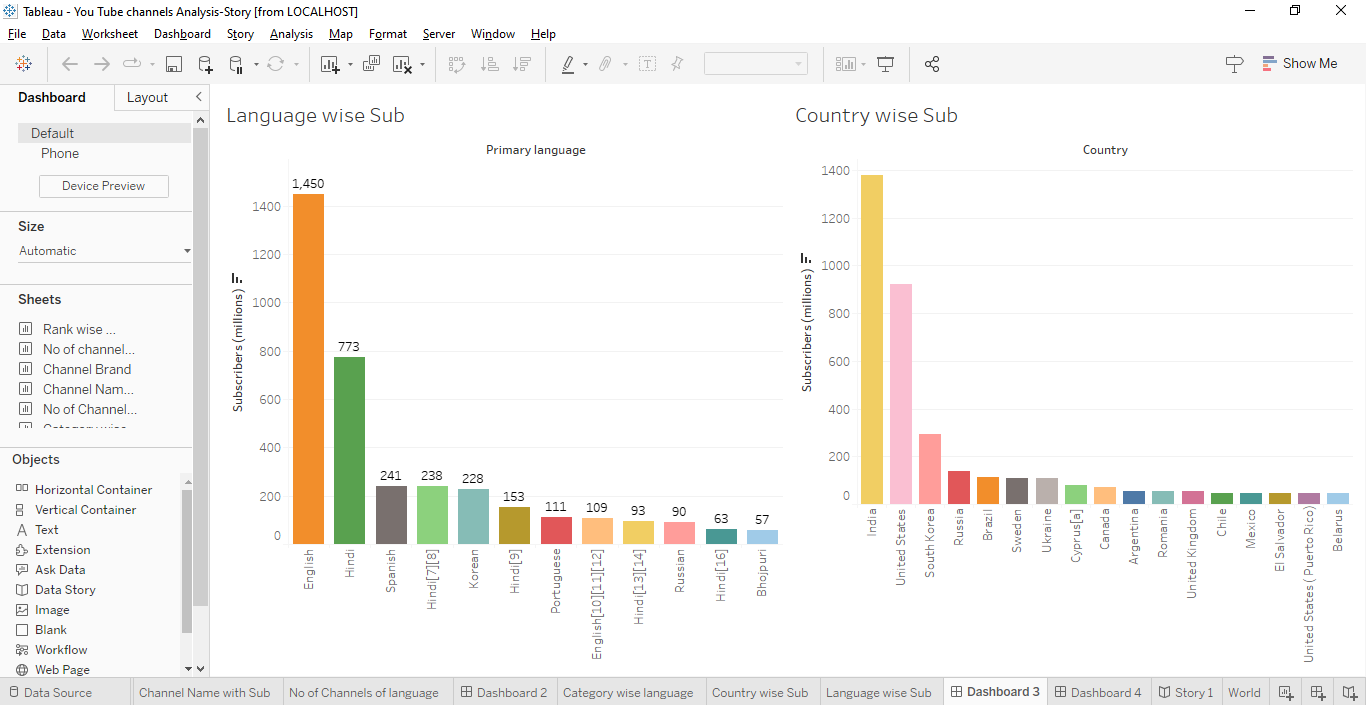 Tableau - You Tube channels Analysis-Story [from LOCALHOST]
File Data Worksheet Dashboard Story Analysis Map Format Server Window Help
Show Me
Dashboard Layout
Default
Phone
Device Preview
Size
Automatic
Sheets
Rank wise ...
No of channel...
Channel Brand
Channel Nam...
No of Channel...
Category wise
Objects
Horizontal Container
Vertical Container
Text
Extension
Ask Data
Data Story
Image
Blank
Workflow
Web Page
Language wise Sub
Primary language
Subscribers (millions)
1400
1200
1000
800
600
400
200
0
1,450
773
241
238
228
153
111
109
93
90
63
57
English
Hindi
Spanish
Hindi[7][8]
Korean
Hindi[9]
Portuguese
English[10][11][12]
Hindi[13][14]
Russian
Hindi[16]
Bhojpuri
Country wise Sub
Country
Subscribers (millions)
1400
1200
1000
800
600
400
200
0
India
United States
South Korea
Russia
Brazil
Sweden
Ukraine
Cyprus[a]
Canada
Argentina
Romania
United Kingdom
Chile
Mexico
El Salvador
United States ( Puerto Rico)
Belarus
Data Source Channel Name with Sub No of Channels of language Dashboard 2 Category wise language Country wise Sub Language wise Sub Dashboard 3 Dashboard 4 Story 1 World